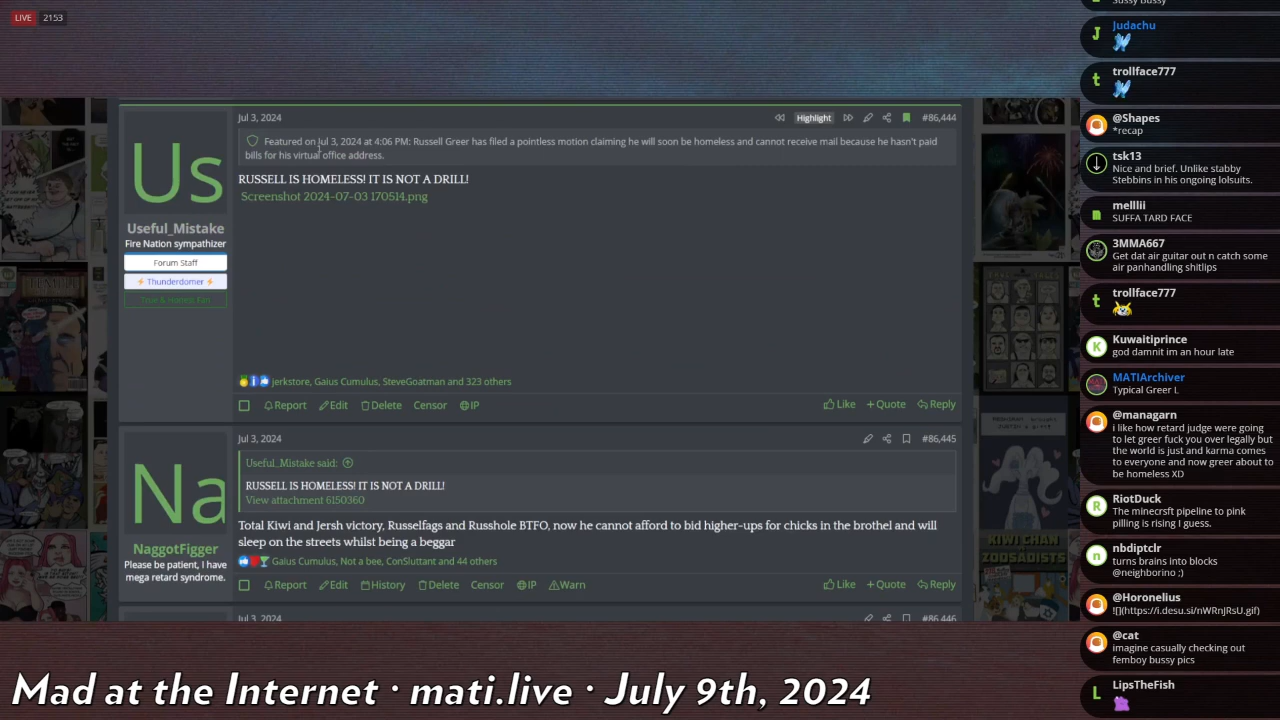 LIVE 2153
Jul 3, 2024
Highlight
#86,444
Us
Useful_Mistake
Fire Nation sympathizer
Forum Staff
⚡ Thunderdomer ⚡
True & Honest Fan
Featured on Jul 3, 2024 at 4:06 PM: Russell Greer has filed a pointless motion claiming he will soon be homeless and cannot receive mail because he hasn't paid
bills for his virtual office address.
RUSSELL IS HOMELESS! IT IS NOT A DRILL!
Screenshot 2024-07-03 170514.png
jerkstore, Gaius Cumulus, SteveGoatman and 323 others
Report Edit Delete Censor IP
Like + Quote Reply
Jul 3, 2024
#86,445
Na
NaggotFigger
Please be patient, I have
mega retard syndrome.
Useful_Mistake said:
RUSSELL IS HOMELESS! IT IS NOT A DRILL!
View attachment 6150360
Total Kiwi and Jersh victory, Russelfags and Russhole BTFO, now he cannot afford to bid higher-ups for chicks in the brothel and will
sleep on the streets whilst being a beggar
Gaius Cumulus, Not a bee, ConSluttant and 44 others
Report Edit History Delete Censor IP Warn
Like + Quote Reply
Jul 3, 2024
#86,446
KIWI CHAN
ZOOSADISTS
Sussy Bussy
J
Judachu
t
trollface777
@Shapes
*recap
tsk13
Nice and brief. Unlike stabby
Stebbins in his ongoing lolsuits.
n
melllii
SUFFA TARD FACE
3MMA667
Get dat air guitar out n catch some
air panhandling shitlips
t
trollface777
K
Kuwaitiprince
god damnit im an hour late
MATIArchiver
Typical Greer L
@managarn
i like how retard judge were going
to let greer fuck you over legally but
the world is just and karma comes
to everyone and now greer about to
be homeless XD
R
RiotDuck
The minecrsft pipeline to pink
pilling is rising I guess.
n
nbdiptclr
turns brains into blocks
@neighborino ;)
@Horonelius
![](https://i.desu.si/nWRnJRsU.gif)
@cat
imagine casually checking out
femboy bussy pics
L
LipsTheFish
Mad at the Internet · mati.live · July 9th, 2024